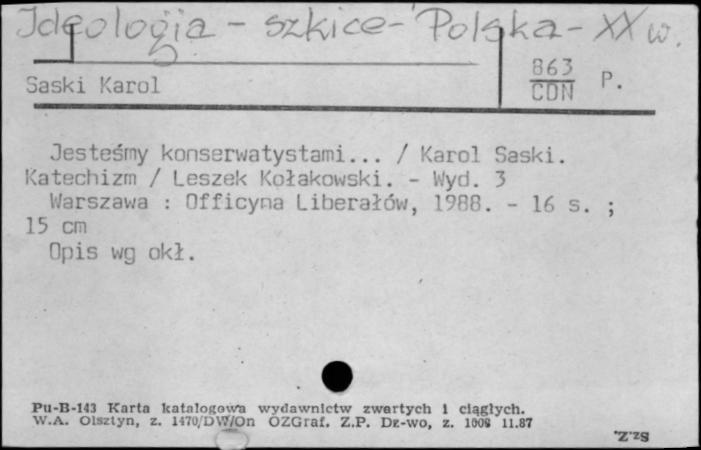 Ideologia - szkice - Polska - XX w.
863 P.
CDN
Saski Karol
Jesteśmy konserwatystami... / Karol Saski.
Katechizm / Leszek Kołakowski. - Wyd. 3
Warszawa : Officyna Liberałów, 1988. - 16 s. ;
15 cm
Opis wg okł.
Pu-B-143 Karta katalogowa wydawnictw zwartych i ciągłych.
W.A. Olsztyn, z. 1470/DW/On OZGraf. Z.P. Dz-wo, z. 1008 11.87